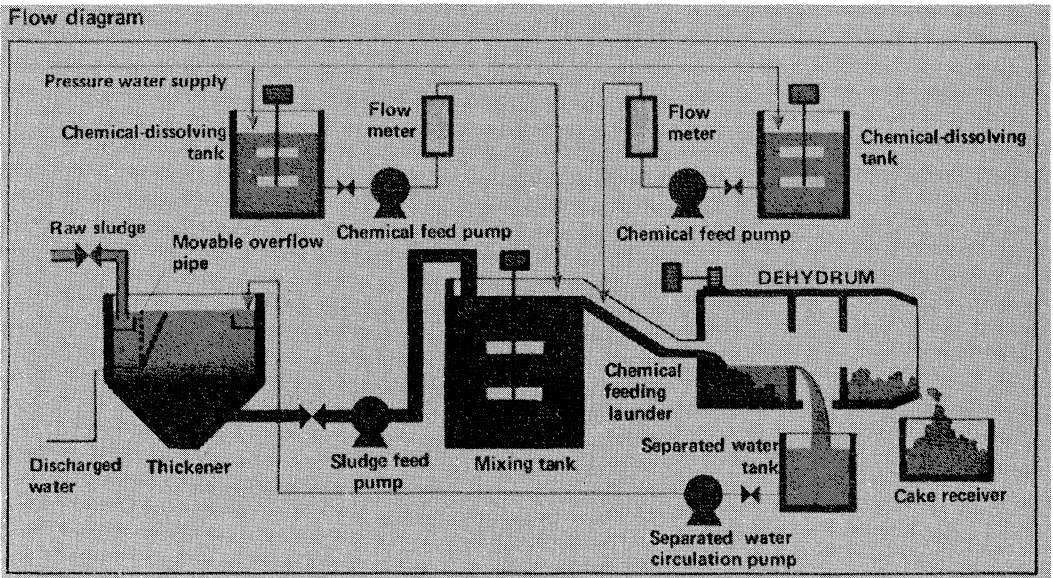 Flow diagram
Pressure water supply
Chemical-dissolving
tank
Flow
meter
Flow
meter
Chemical-dissolving
tank
Raw sludge
Movable overflow
pipe
Chemical feed pump
Chemical feed pump
DEHYDRUM
Chemical
feeding
launder
Discharged
water
Thickener
Sludge feed
pump
Mixing tank
Separated water
tank
Cake receiver
Separated water
circulation pump